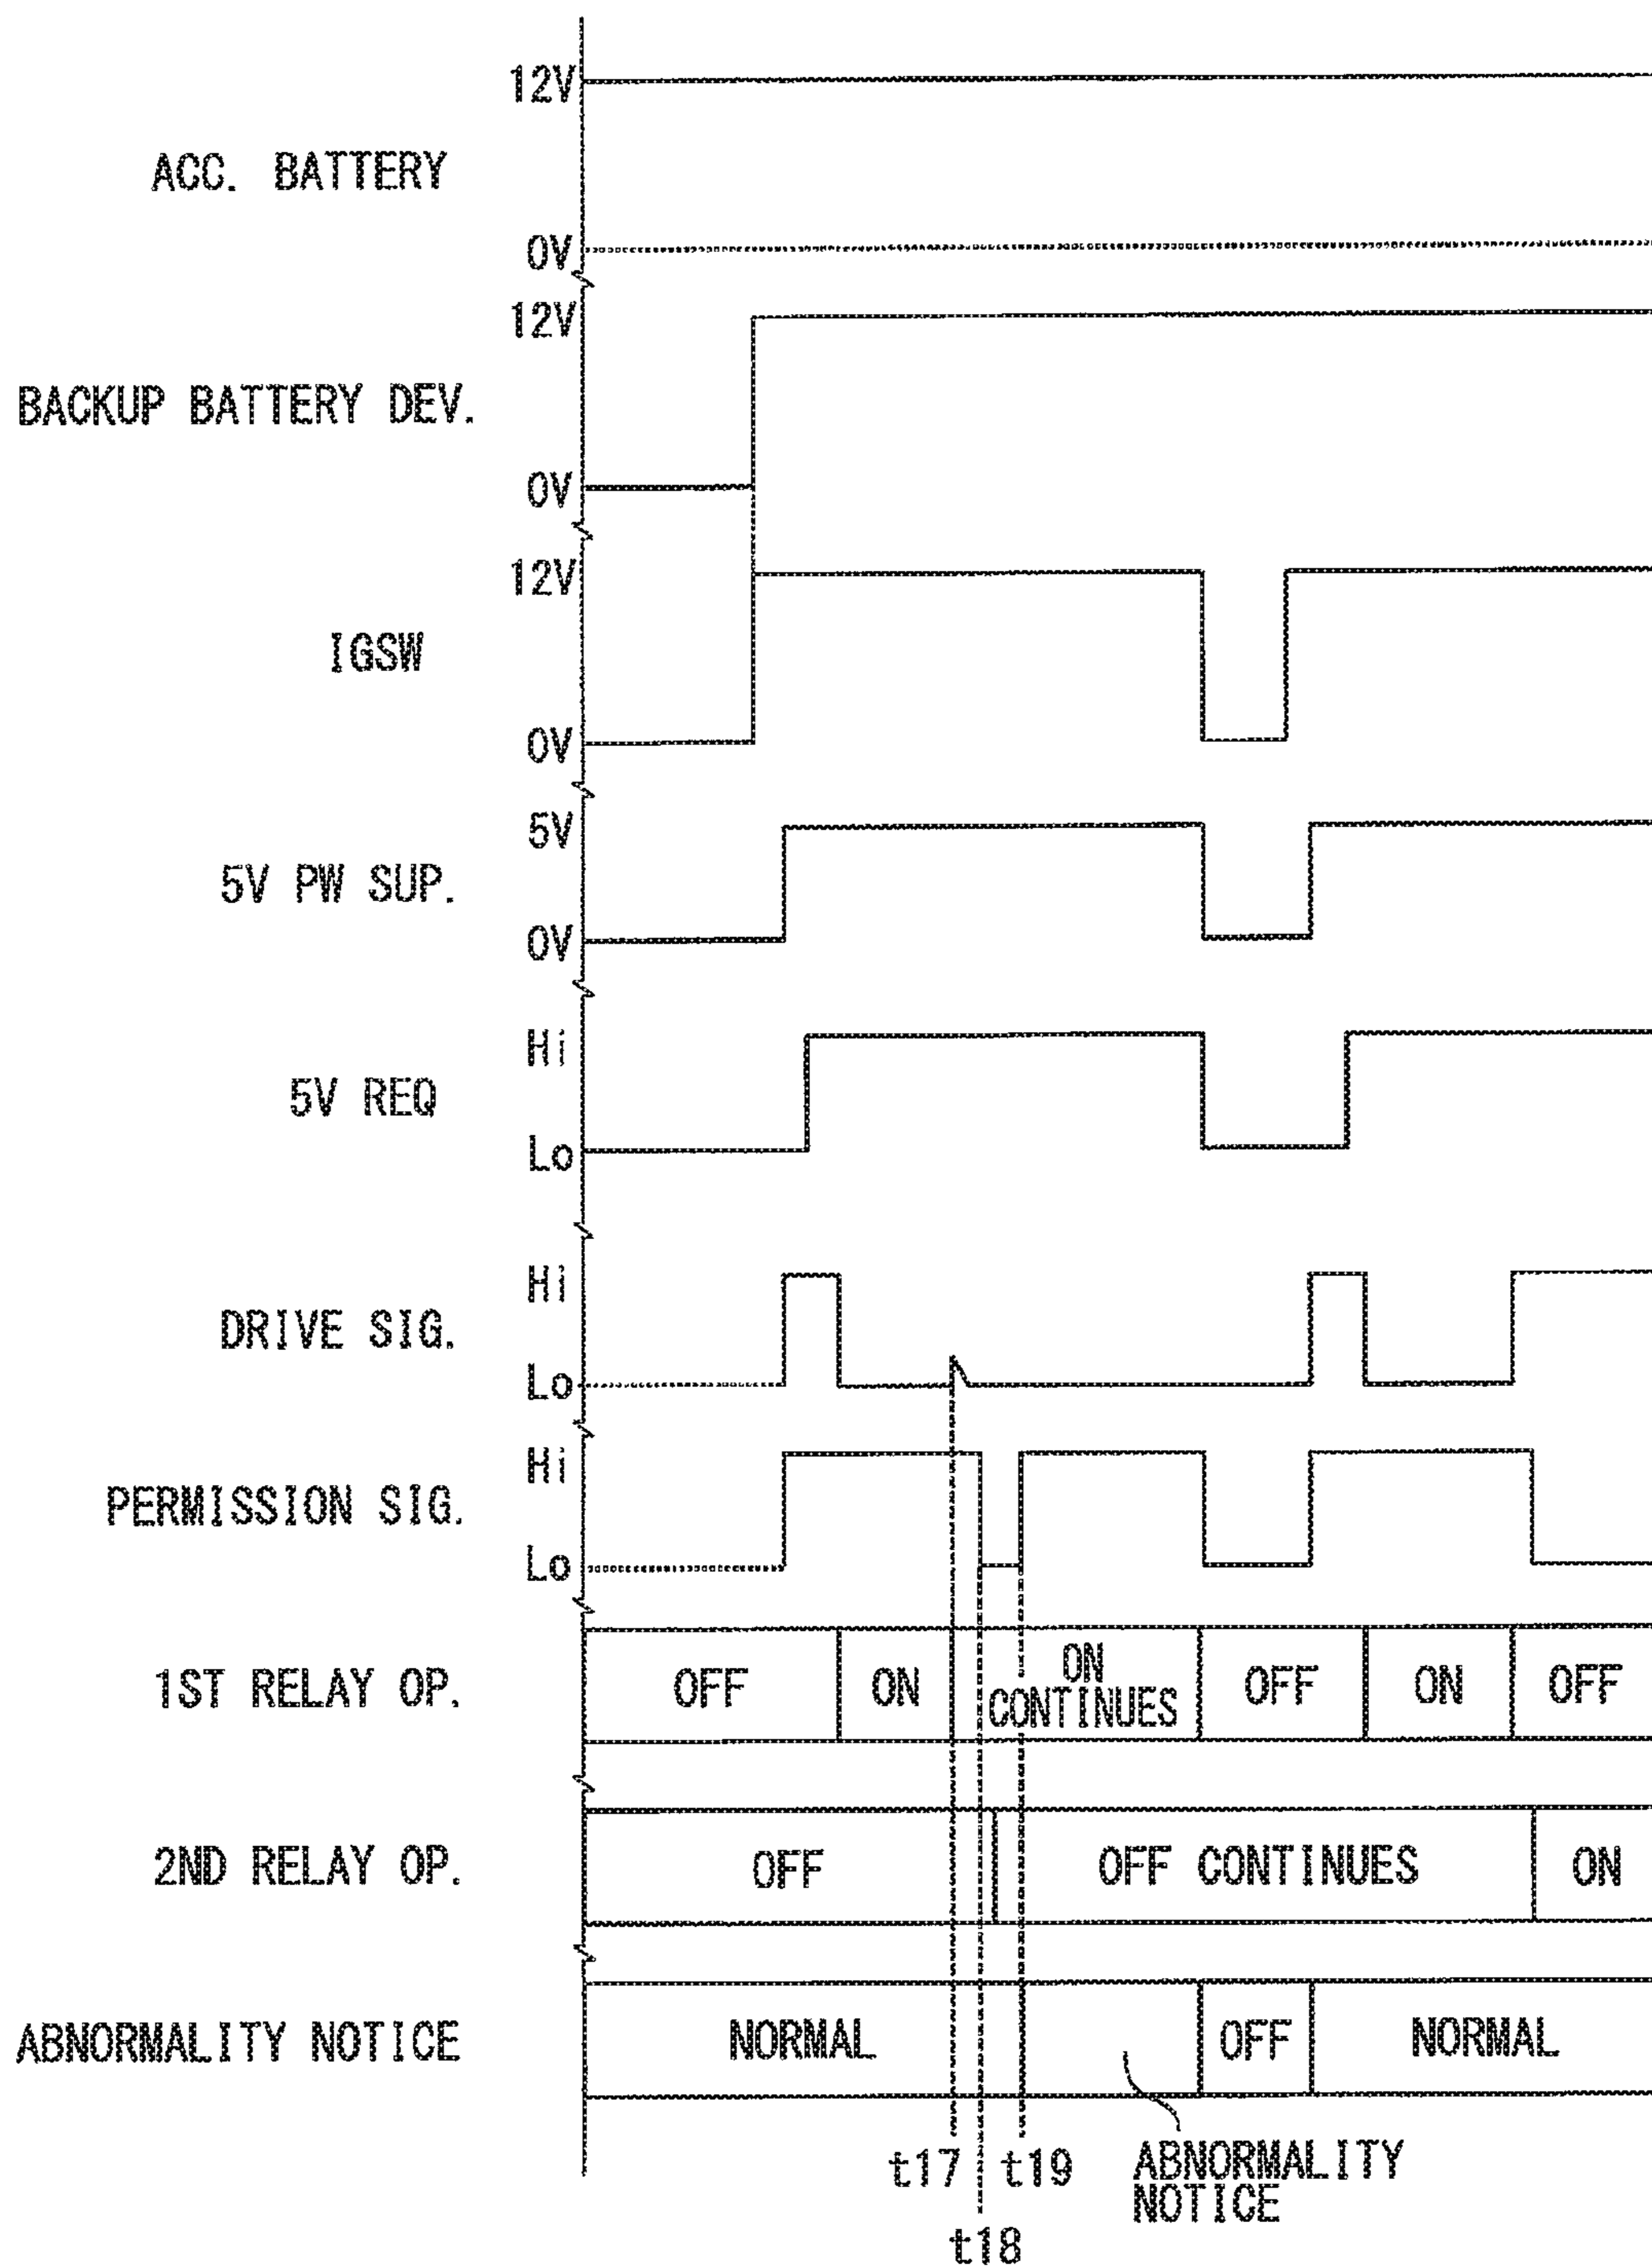 12V
ACC. BATTERY
0V
12V
BACKUP BATTERY DEV.
0V
12V
IGSW
0V
5V
5V PW SUP.
0V
Hi
5V REQ
Lo
Hi
DRIVE SIG.
Lo
Hi
PERMISSION SIG.
Lo
1ST RELAY OP.
OFF
ON
ON
CONTINUES
OFF
ON
OFF
2ND RELAY OP.
OFF
OFF CONTINUES
ON
ABNORMALITY NOTICE
NORMAL
OFF
NORMAL
t17
t19
ABNORMALITY
NOTICE
t18